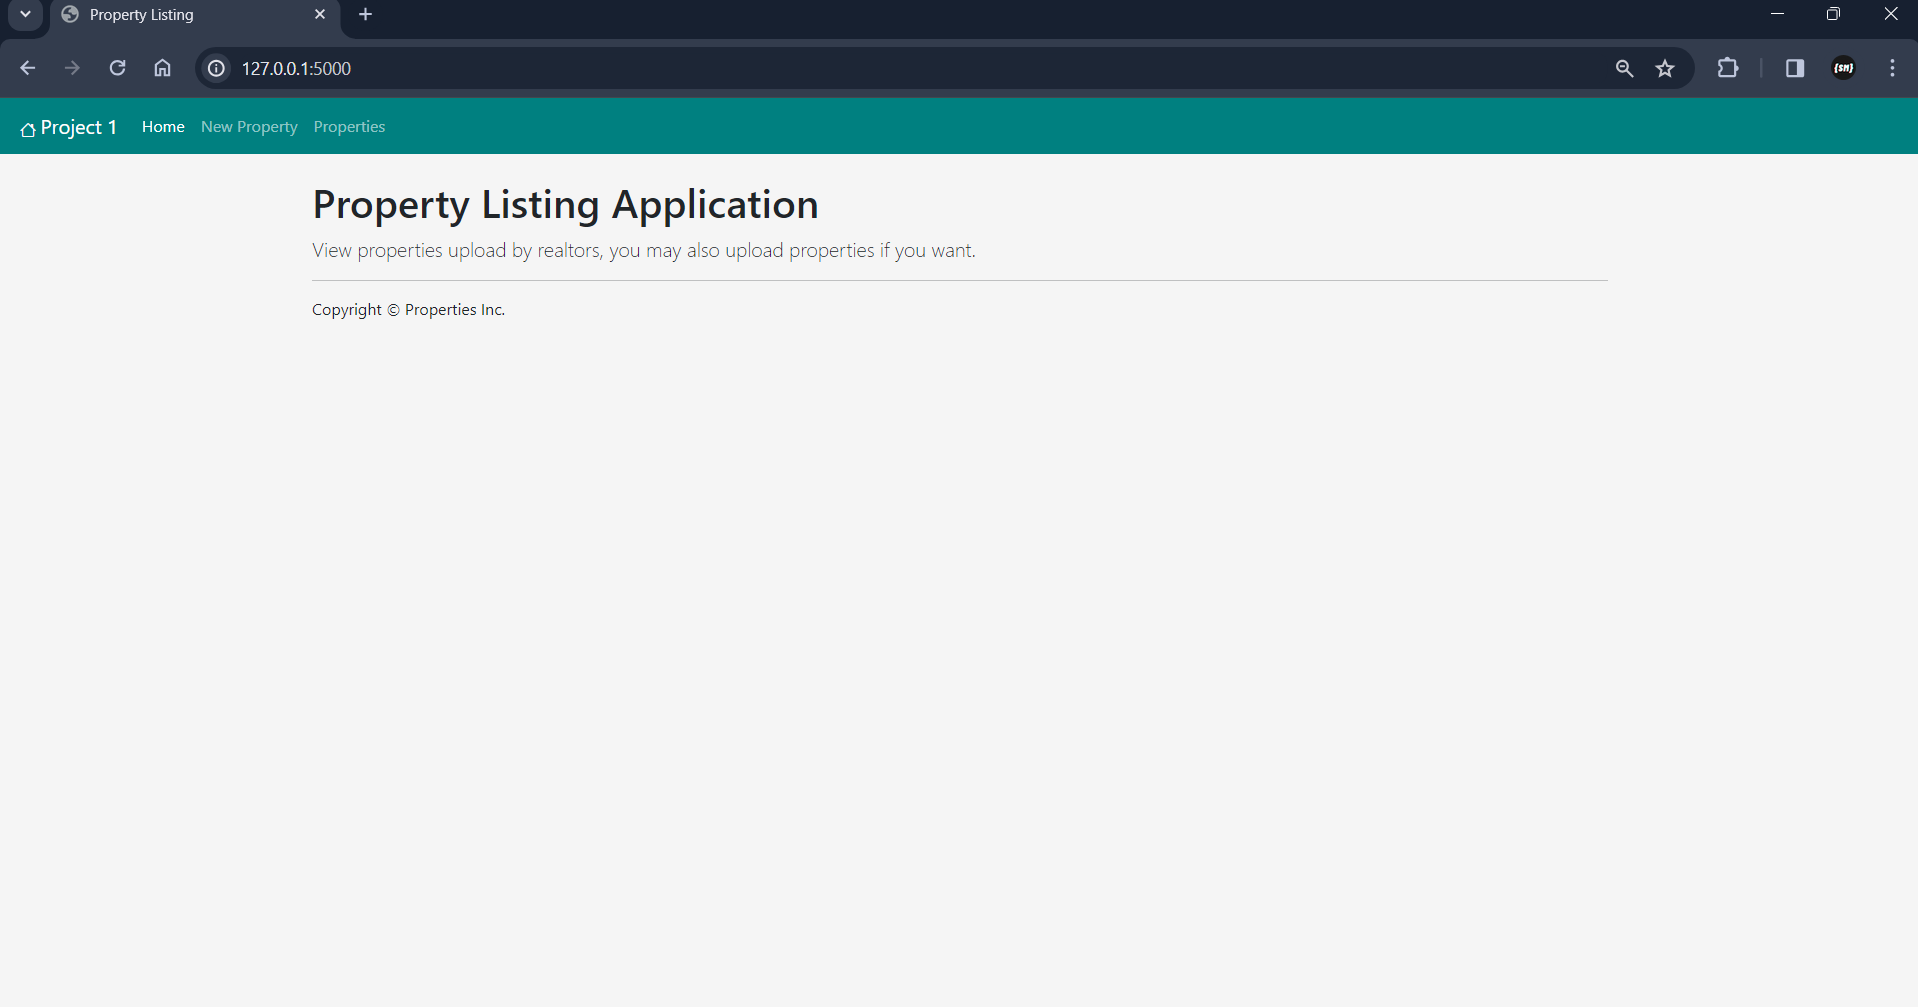 Property Listing
127.0.0.1:5000
{SM}
Project 1 Home New Property Properties
Property Listing Application
View properties upload by realtors, you may also upload properties if you want.
Copyright © Properties Inc.